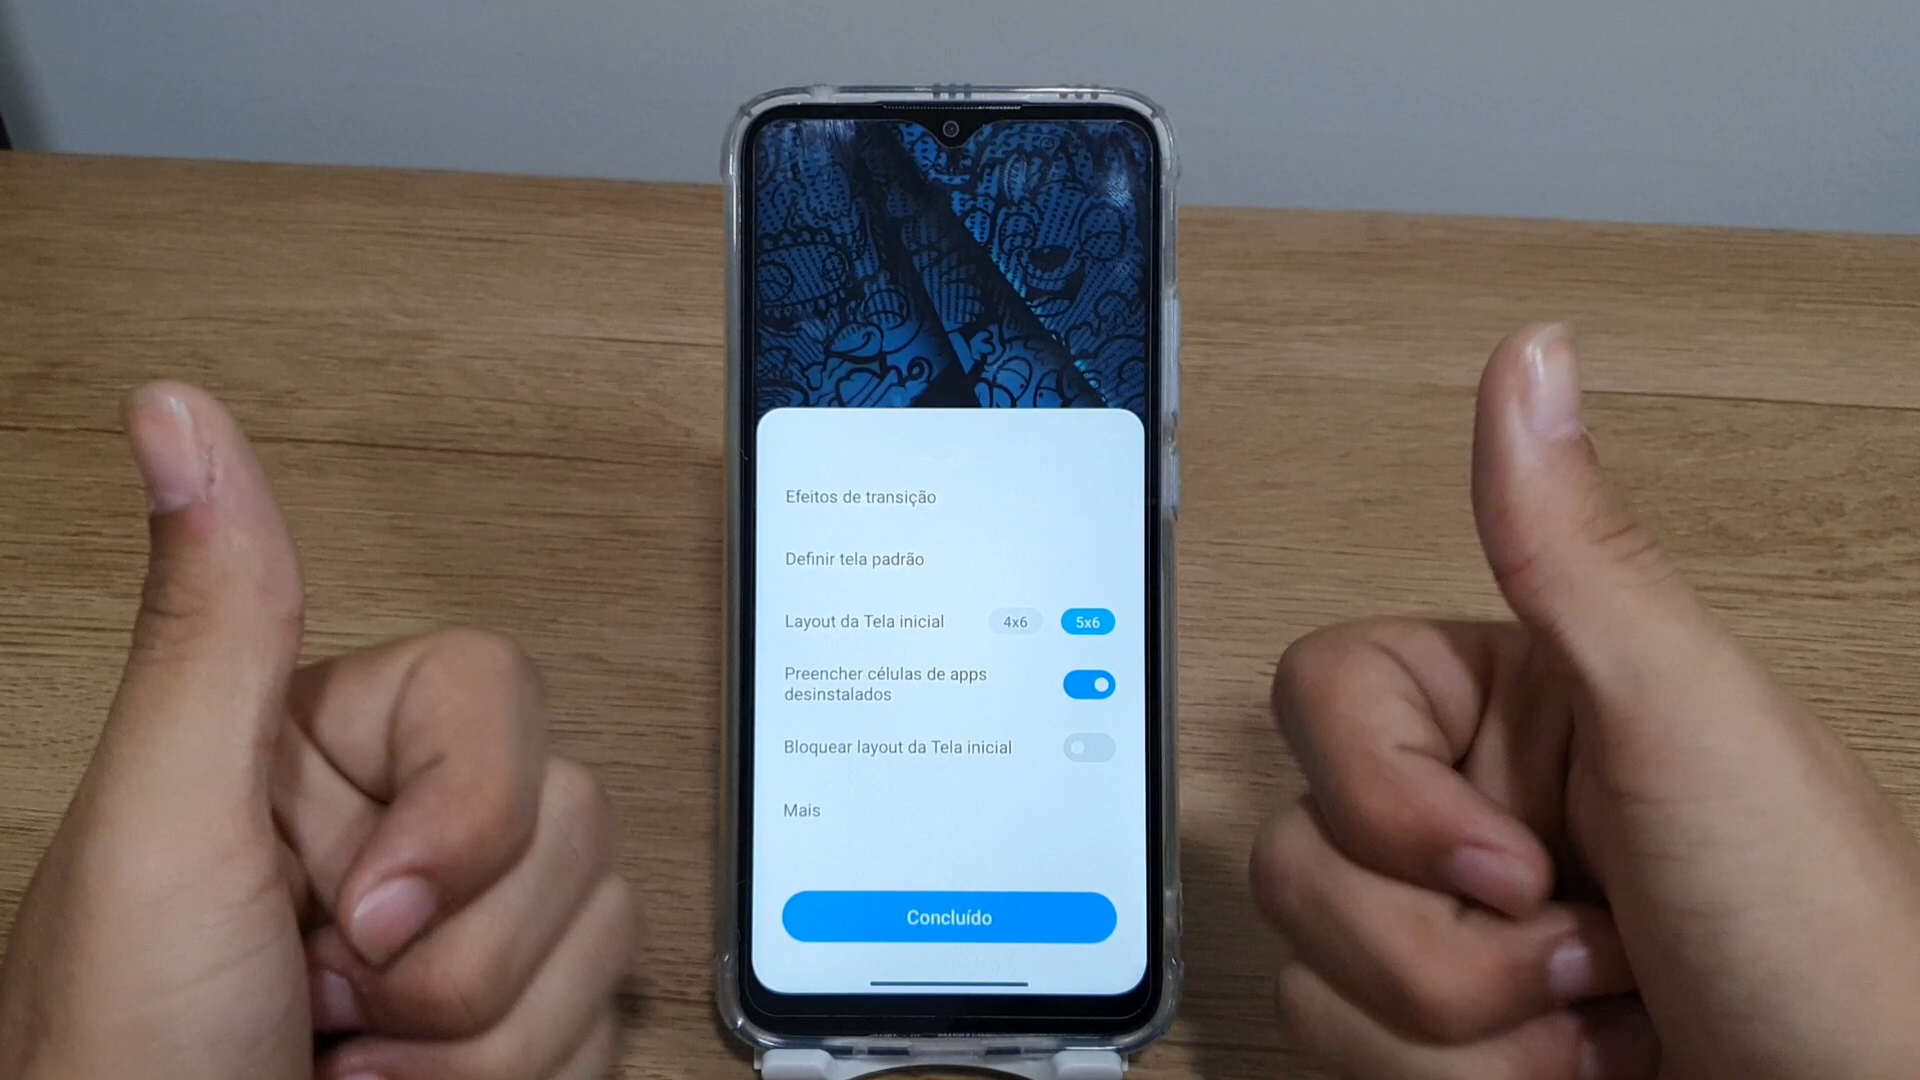 Efeitos de transição
Definir tela padrão
Layout da Tela inicial 4x6 5x6
Preencher células de apps
desinstalados
Bloquear layout da Tela inicial
Mais
Concluído